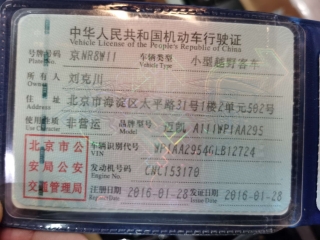 中华人民共和国机动车行驶证
Vehicle License of the People's Republic of China
号牌号码 京NR8W11 车辆类型 小型越野客车
Plate No. Vehicle Type
所有人 刘克川
Owner
住址 北京市海淀区太平路31号1楼2单元502号
Address
使用性质 非营运 品牌型号
Use Character Model
北京市公安局公安交通管理局
车辆识别代号
VIN
发动机号码 CNC153170
Engine No.
注册日期 2016-01-28 发证日期 2016-01-28
Register Date Issue Date